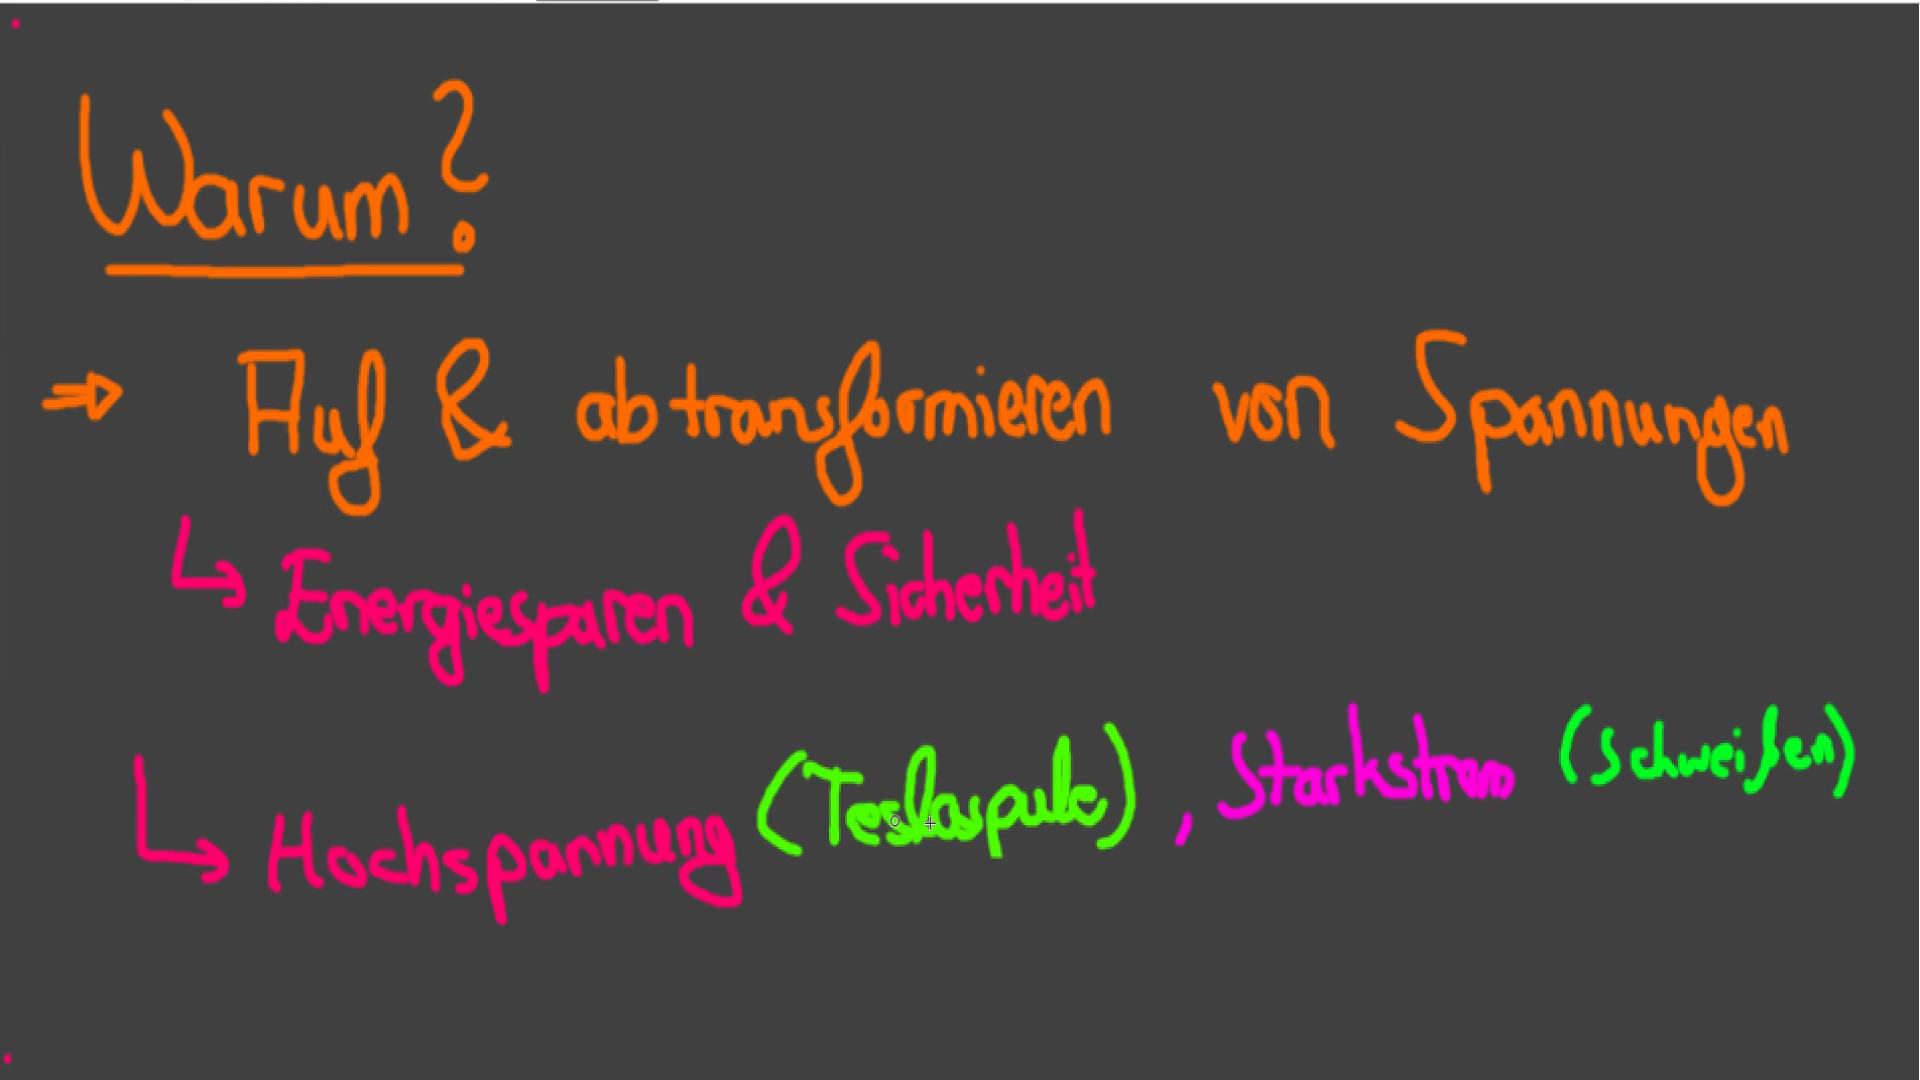 Warum?
⇒ Auf & abtransformieren von Spannungen
↳ Energiesparen & Sicherheit
↳ Hochspannung (Teslaspule), Starkstrom (Schweißen)